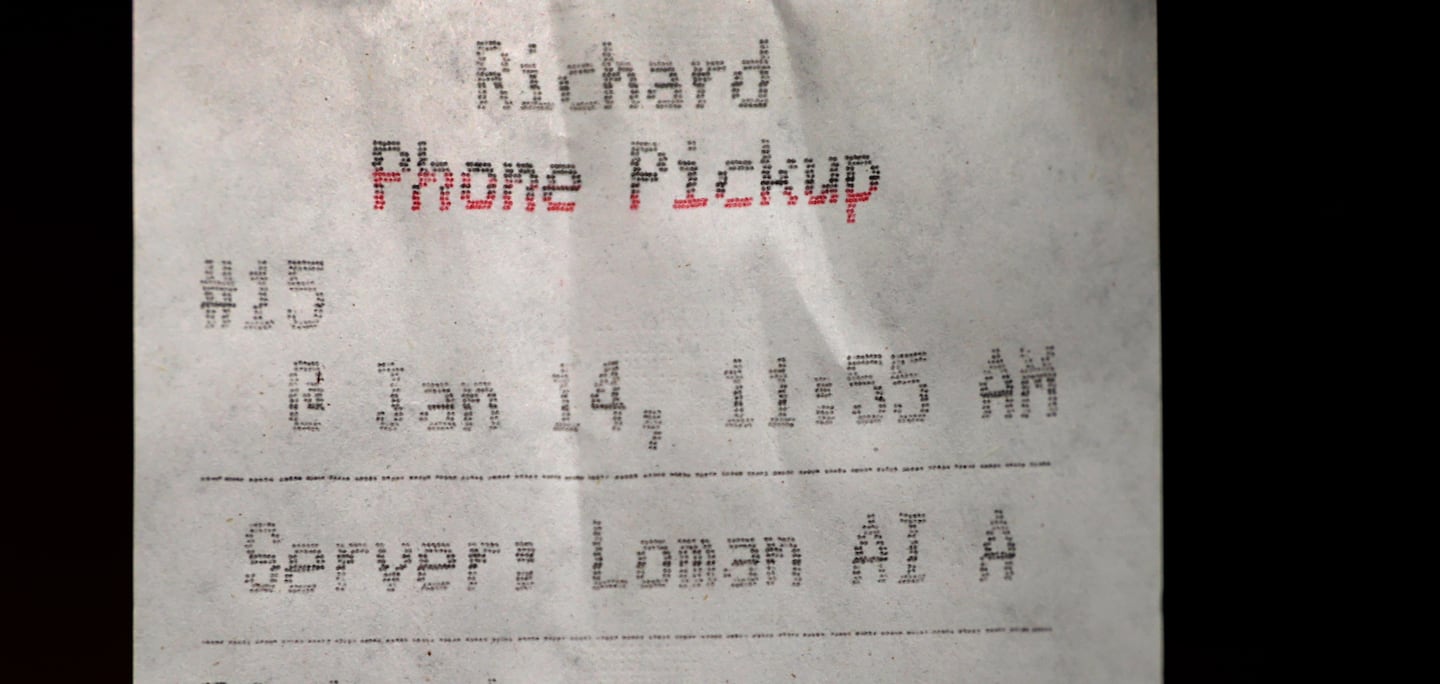 Richard
Phone Pickup
#15
@ Jan 14, 11:55 AM
Server: Loman AI A